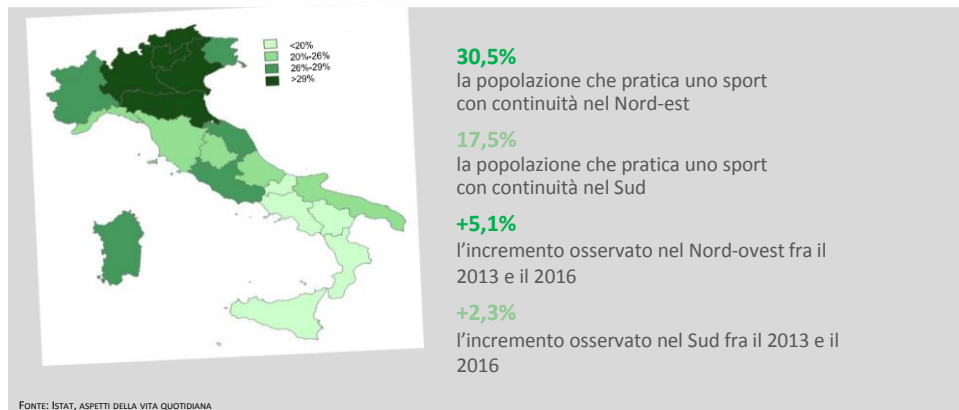 <20%
20%-26%
26%-29%
>29%
30,5%
la popolazione che pratica uno sport
con continuità nel Nord-est
17,5%
la popolazione che pratica uno sport
con continuità nel Sud
+5,1%
l’incremento osservato nel Nord-ovest fra il
2013 e il 2016
+2,3%
l’incremento osservato nel Sud fra il 2013 e il
2016
FONTE: ISTAT, ASPETTI DELLA VITA QUOTIDIANA